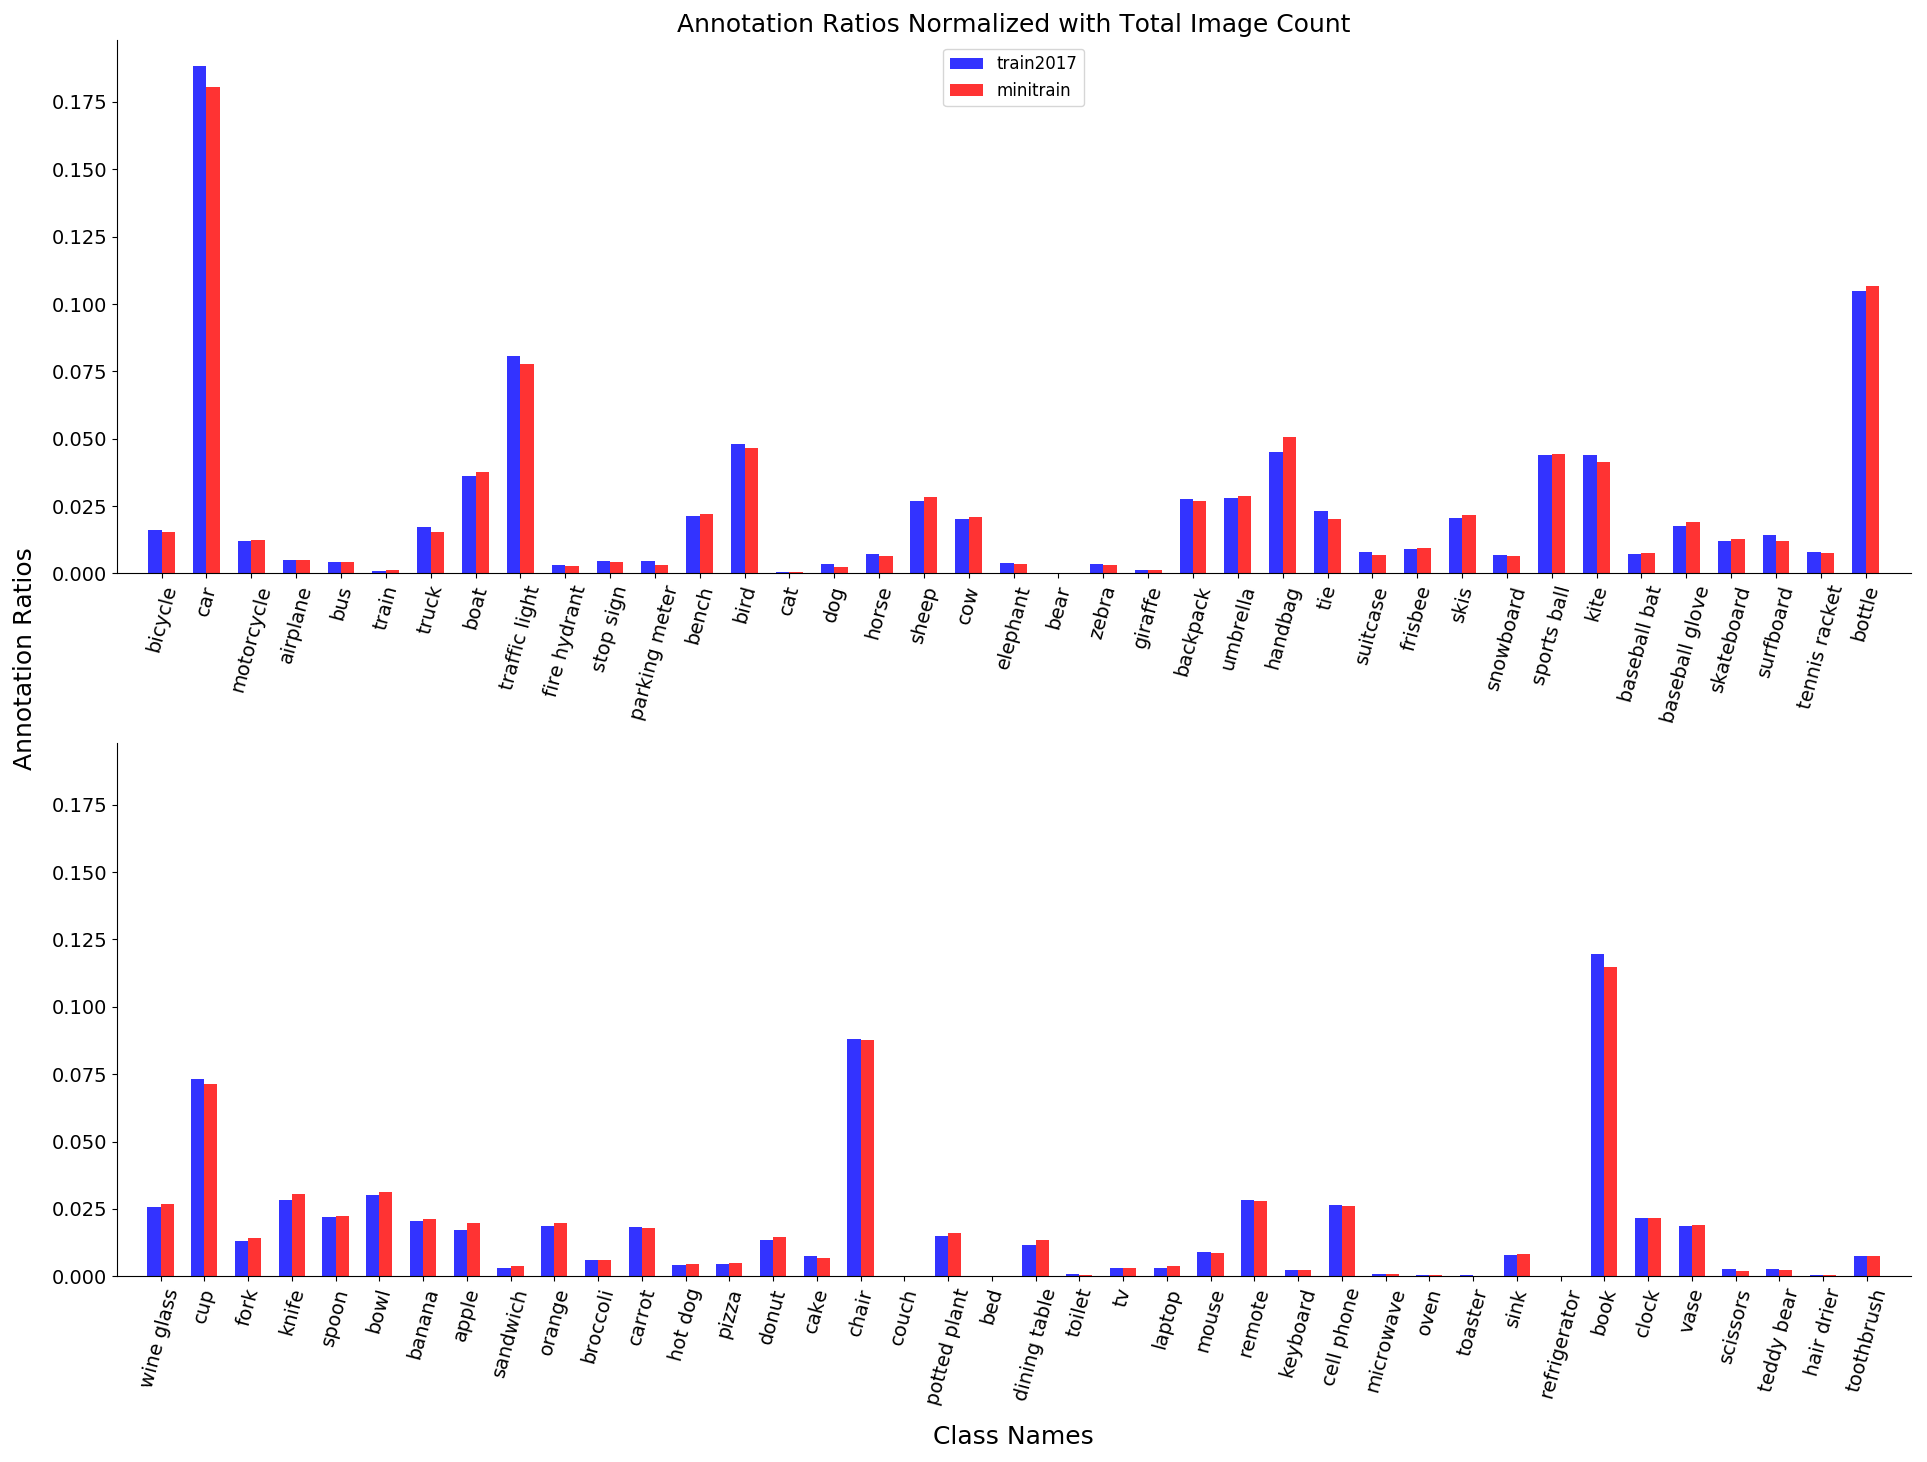 Annotation Ratios Normalized with Total Image Count
train2017
minitrain
Annotation Ratios
0.175
0.150
0.125
0.100
0.075
0.050
0.025
0.000
bicycle
car
motorcycle
airplane
bus
train
truck
boat
traffic light
fire hydrant
stop sign
parking meter
bench
bird
cat
dog
horse
sheep
cow
elephant
bear
zebra
giraffe
backpack
umbrella
handbag
tie
suitcase
frisbee
skis
snowboard
sports ball
kite
baseball bat
baseball glove
skateboard
surfboard
tennis racket
bottle
0.175
0.150
0.125
0.100
0.075
0.050
0.025
0.000
wine glass
cup
fork
knife
spoon
bowl
banana
apple
sandwich
orange
broccoli
carrot
hot dog
pizza
donut
cake
chair
couch
potted plant
bed
dining table
toilet
tv
laptop
mouse
remote
keyboard
cell phone
microwave
oven
toaster
sink
refrigerator
book
clock
vase
scissors
teddy bear
hair drier
toothbrush
Class Names